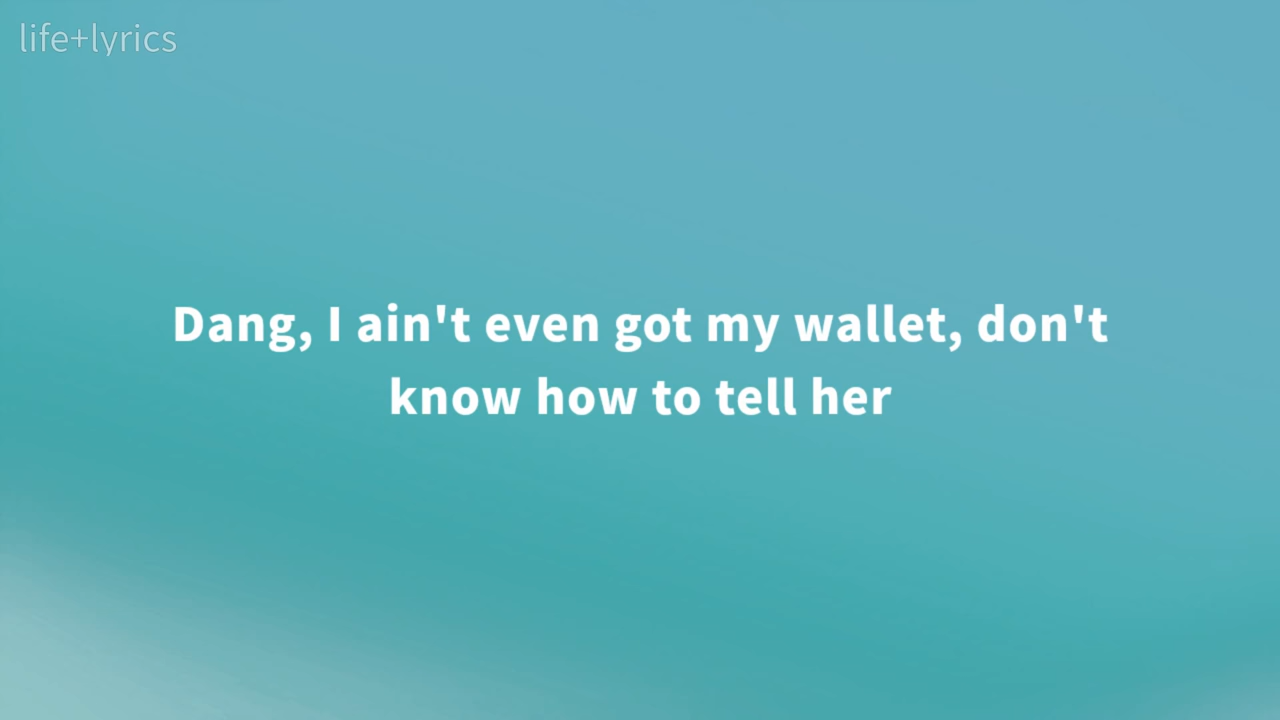 life+lyrics
Dang, I ain't even got my wallet, don't
know how to tell her